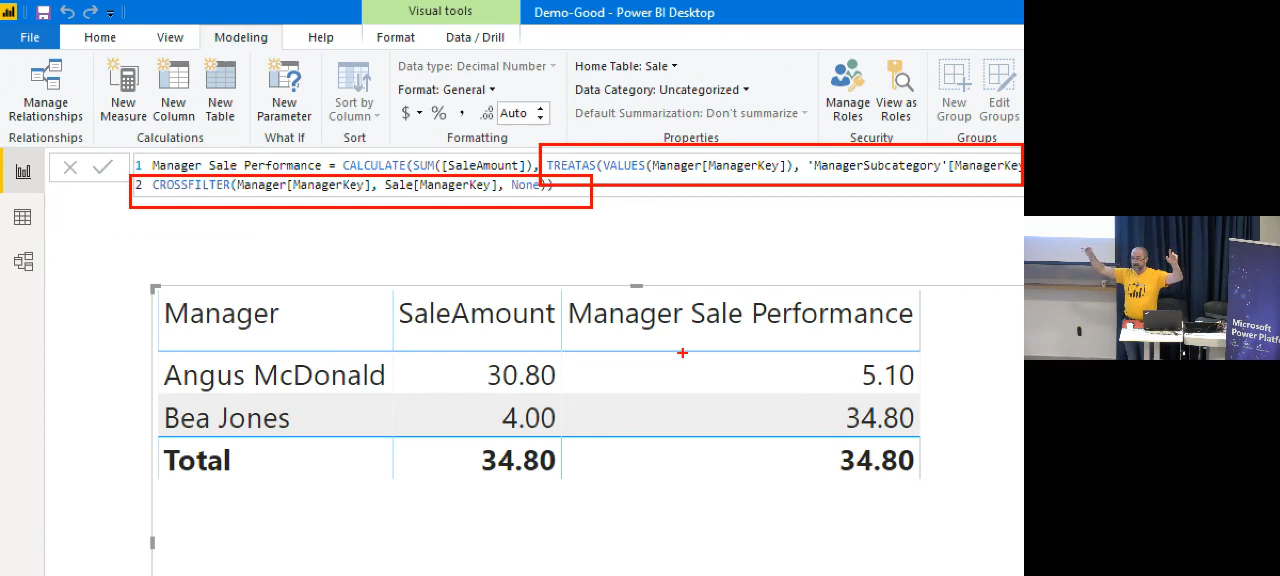 Visual tools
Demo-Good - Power BI Desktop
File Home View Modeling Help Format Data / Drill
Manage Relationships
New Measure
New Column
New Table
New Parameter
Sort by Column
Data type: Decimal Number
Format: General
$ % , .00 Auto
Home Table: Sale
Data Category: Uncategorized
Default Summarization: Don't summarize
Manage Roles
View as Roles
New Group
Edit Groups
Relationships Calculations What If Sort Formatting Properties Security Groups
1 Manager Sale Performance = CALCULATE(SUM([SaleAmount]), TREATAS(VALUES(Manager[ManagerKey]), 'ManagerSubcategory'[ManagerKey
2 CROSSFILTER(Manager[ManagerKey], Sale[ManagerKey], None))
Manager SaleAmount Manager Sale Performance
Angus McDonald 30.80 5.10
Bea Jones 4.00 34.80
Total 34.80 34.80
Microsoft
Power Platfo